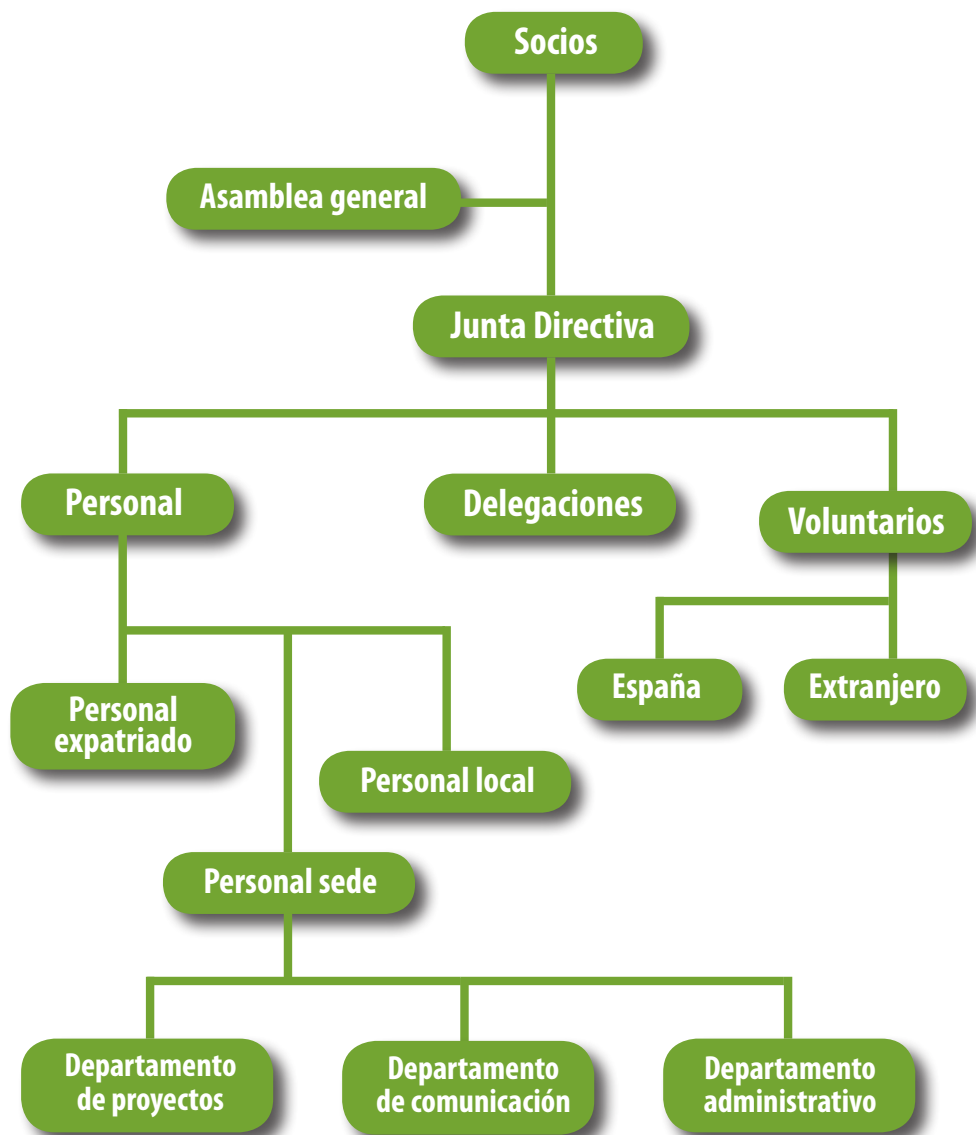 Socios
Asamblea general
Junta Directiva
Personal
Delegaciones
Voluntarios
España
Extranjero
Personal
expatriado
Personal local
Personal sede
Departamento
de proyectos
Departamento
de comunicación
Departamento
administrativo